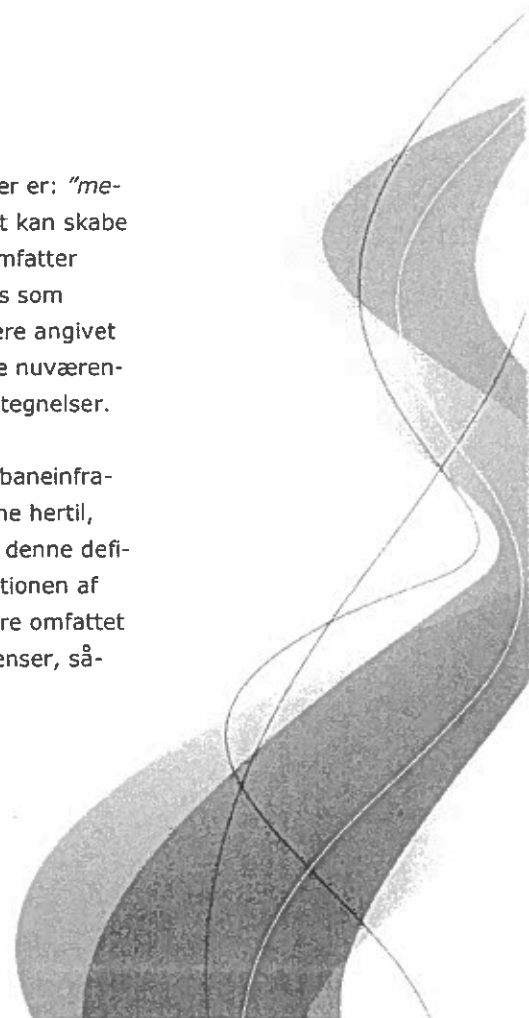 er er: "me-
t kan skabe
mfatter
s som
ere angivet
e nuværen-
tegnelser.
baneinfra-
ne hertil,
denne defi-
tionen af
re omfattet
enser, så-